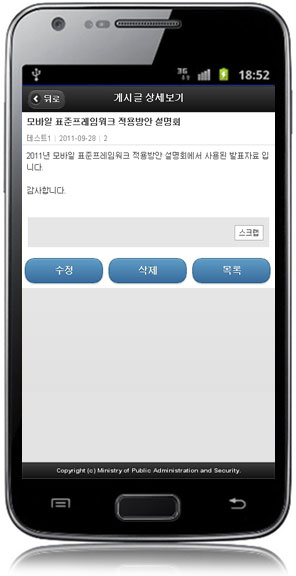 3G 18:52
뒤로 게시글 상세보기
모바일 표준프레임워크 적용방안 설명회
테스트1 | 2011-09-28 | 2
2011년 모바일 표준프레임워크 적용방안 설명회에서 사용된 발표자료 입
니다.
감사합니다.
스크랩
수정 삭제 목록
Copyright (c) Ministry of Public Administration and Security.